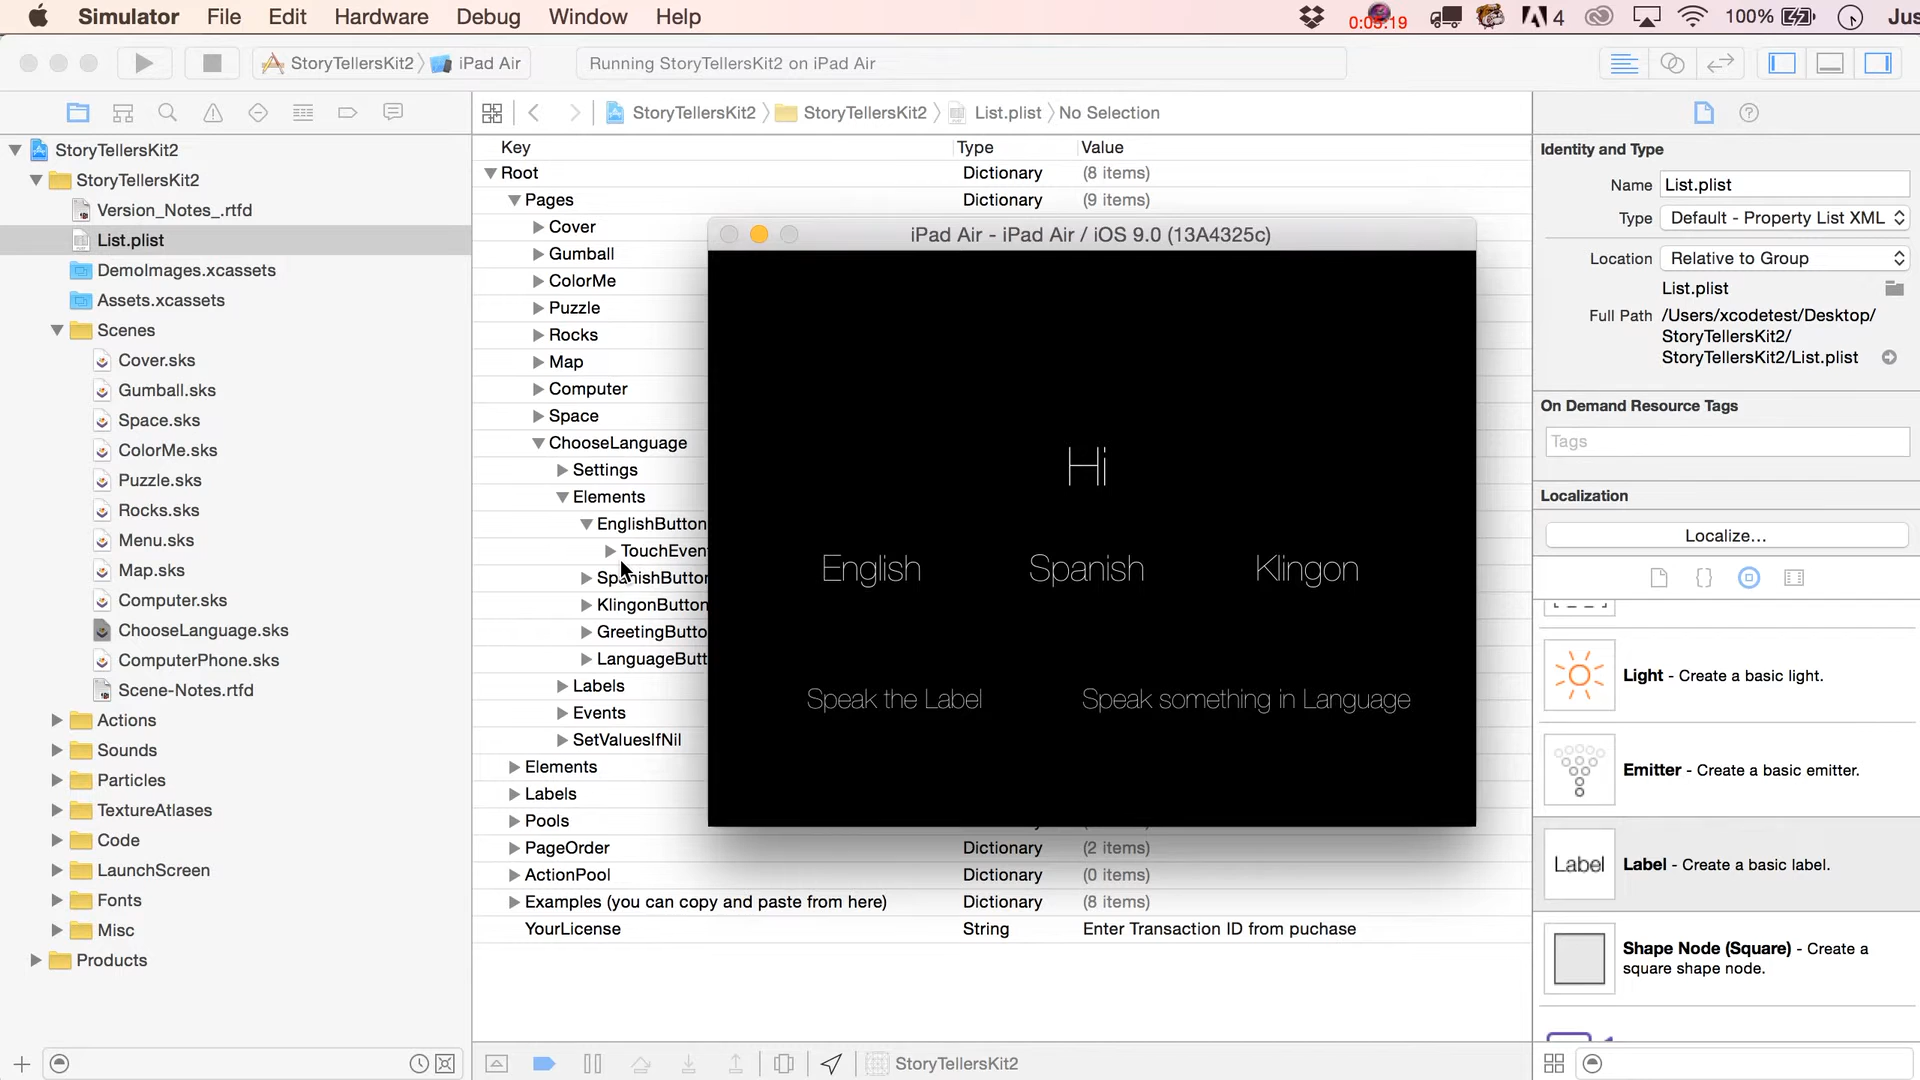 Simulator File Edit Hardware Debug Window Help 0:05:19 4 100% Jus
StoryTellersKit2 iPad Air Running StoryTellersKit2 on iPad Air
StoryTellersKit2 StoryTellersKit2 List.plist No Selection
StoryTellersKit2
StoryTellersKit2
Version_Notes_.rtfd
List.plist
DemoImages.xcassets
Assets.xcassets
Scenes
Cover.sks
Gumball.sks
Space.sks
ColorMe.sks
Puzzle.sks
Rocks.sks
Menu.sks
Map.sks
Computer.sks
ChooseLanguage.sks
ComputerPhone.sks
Scene-Notes.rtfd
Actions
Sounds
Particles
TextureAtlases
Code
LaunchScreen
Fonts
Misc
Products
Key Type Value
Root Dictionary (8 items)
Pages Dictionary (9 items)
Cover
Gumball
ColorMe
Puzzle
Rocks
Map
Computer
Space
ChooseLanguage
Settings
Elements
EnglishButton
TouchEven
SpanishButto
KlingonButton
GreetingButto
LanguageButt
Labels
Events
SetValuesIfNil
Elements
Labels
Pools
PageOrder Dictionary (2 items)
ActionPool Dictionary (0 items)
Examples (you can copy and paste from here) Dictionary (8 items)
YourLicense String Enter Transaction ID from puchase
iPad Air - iPad Air / iOS 9.0 (13A4325c)
Hi
English Spanish Klingon
Speak the Label Speak something in Language
Identity and Type
Name List.plist
Type Default - Property List XML
Location Relative to Group
List.plist
Full Path /Users/xcodetest/Desktop/
StoryTellersKit2/
StoryTellersKit2/List.plist
On Demand Resource Tags
Tags
Localization
Localize...
Light - Create a basic light.
Emitter - Create a basic emitter.
Label Label - Create a basic label.
Shape Node (Square) - Create a
square shape node.
StoryTellersKit2